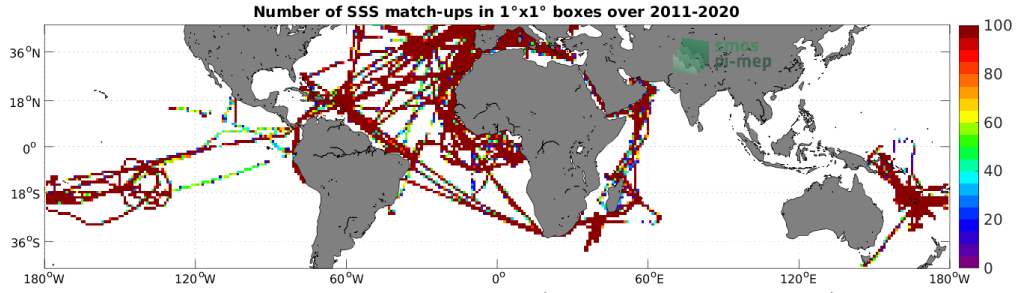 Number of SSS match-ups in 1°x1° boxes over 2011-2020
36°N
18°N
0°
18°S
36°S
180°W
120°W
60°W
0°
60°E
120°E
180°W
100
80
60
40
20
0
smos
pi-mep